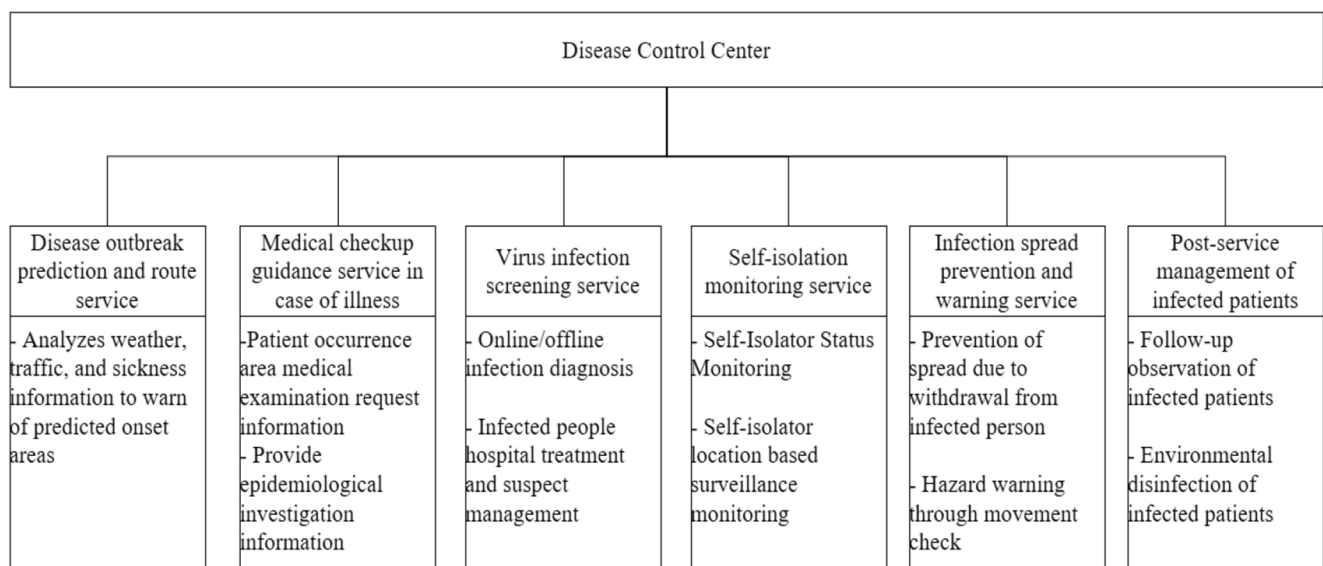 Disease Control Center
Disease outbreak
prediction and route
service
- Analyzes weather,
traffic, and sickness
information to warn
of predicted onset
areas
Medical checkup
guidance service in
case of illness
-Patient occurrence
area medical
examination request
information
- Provide
epidemiological
investigation
information
Virus infection
screening service
- Online/offline
infection diagnosis
- Infected people
hospital treatment
and suspect
management
Self-isolation
monitoring service
- Self-Isolator Status
Monitoring
- Self-isolator
location based
surveillance
monitoring
Infection spread
prevention and
warning service
- Prevention of
spread due to
withdrawal from
infected person
- Hazard warning
through movement
check
Post-service
management of
infected patients
- Follow-up
observation of
infected patients
- Environmental
disinfection of
infected patients